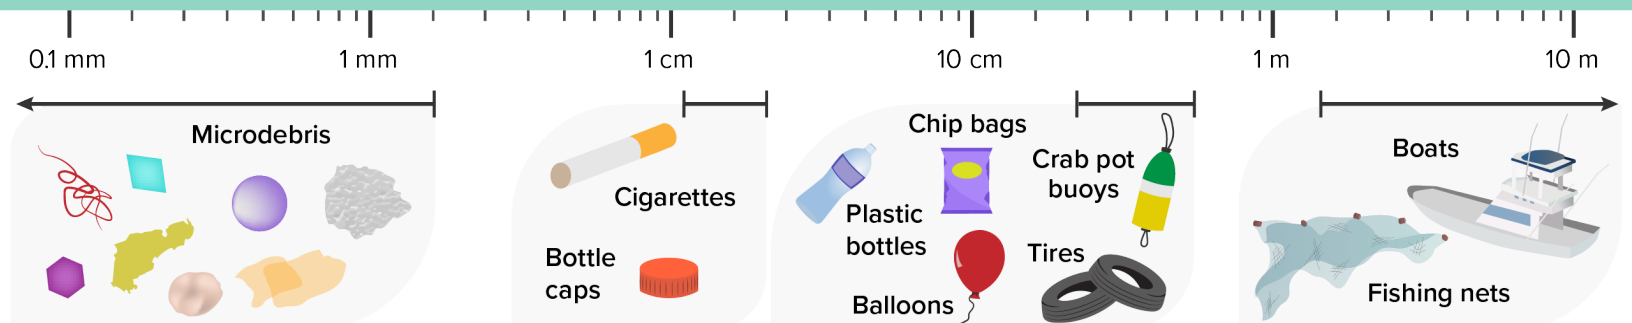 0.1 mm
1 mm
1 cm
10 cm
1 m
10 m
Microdebris
Cigarettes
Bottle
caps
Chip bags
Crab pot
buoys
Plastic
bottles
Tires
Balloons
Boats
Fishing nets